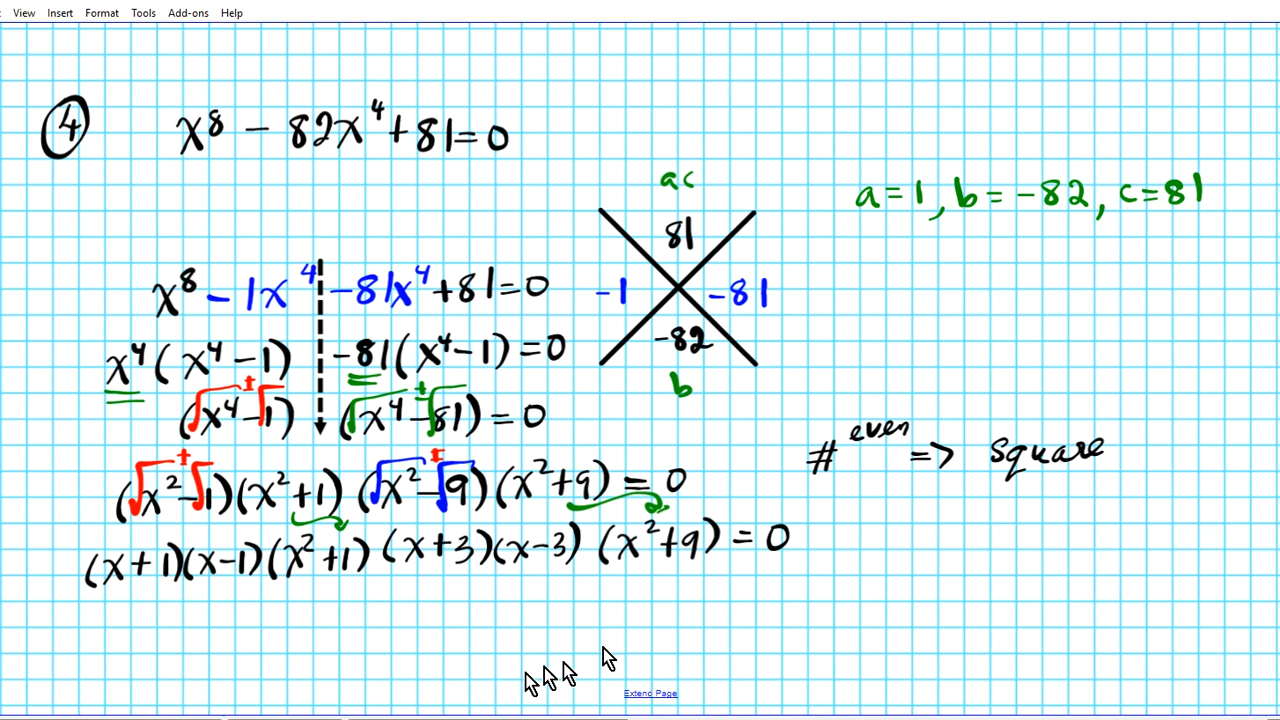 View Insert Format Tools Add-ons Help
4 x⁸ - 82x⁴ + 81 = 0
ac
a = 1, b = -82, c = 81
81
x⁸ - 1x⁴ - 81x⁴ + 81 = 0
-1 -81
-82
x⁴(x⁴ - 1) -81(x⁴ - 1) = 0
b
(√x⁴ ± √1) (√x⁴ ± √81) = 0
# even => square
(√x² ± √1)(x² + 1) (√x² ± √9)(x² + 9) = 0
(x + 1)(x - 1)(x² + 1) (x + 3)(x - 3) (x² + 9) = 0
Extend Page